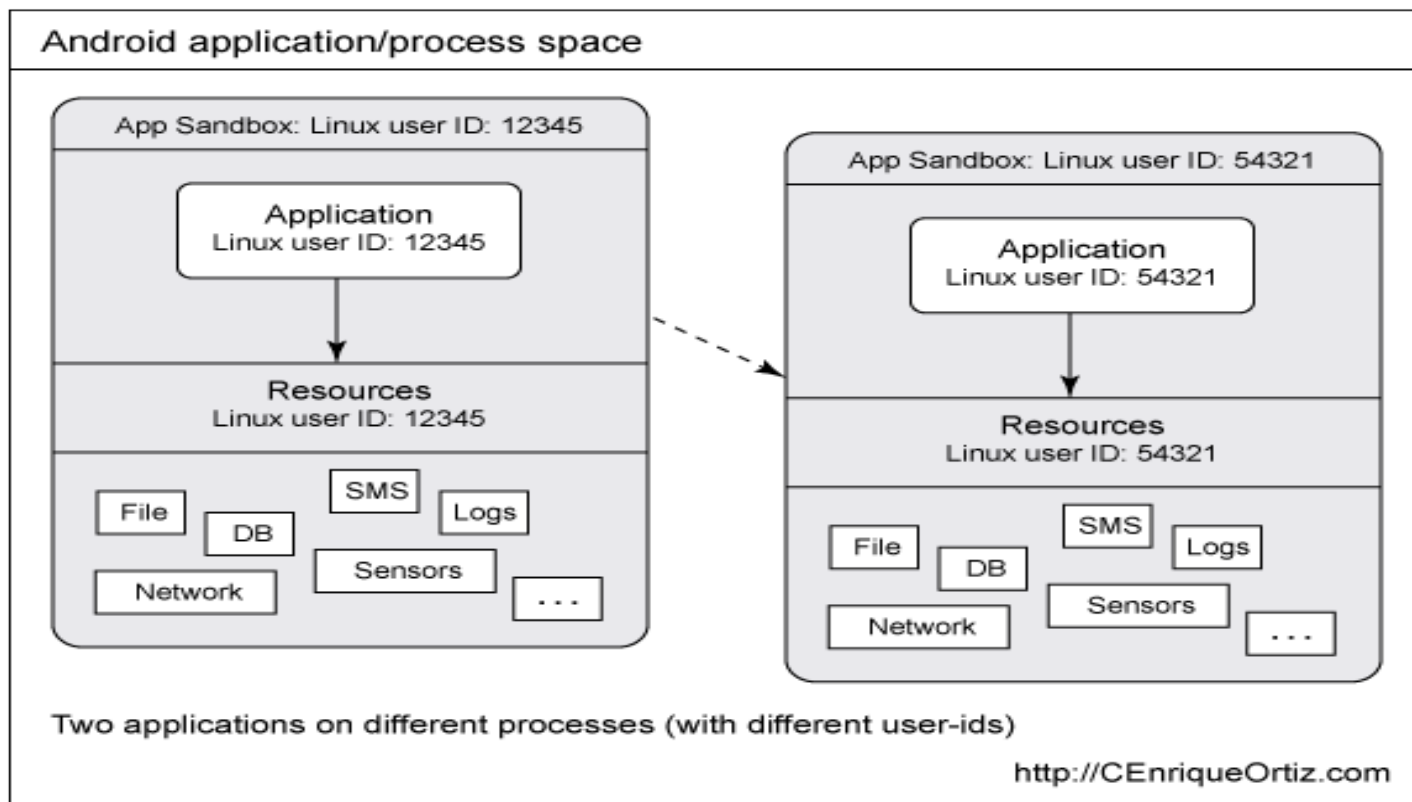 Android application/process space
App Sandbox: Linux user ID: 12345
Application
Linux user ID: 12345
Resources
Linux user ID: 12345
File
DB
SMS
Logs
Network
Sensors
. . .
App Sandbox: Linux user ID: 54321
Application
Linux user ID: 54321
Resources
Linux user ID: 54321
File
DB
SMS
Logs
Network
Sensors
. . .
Two applications on different processes (with different user-ids)
http://CEnriqueOrtiz.com